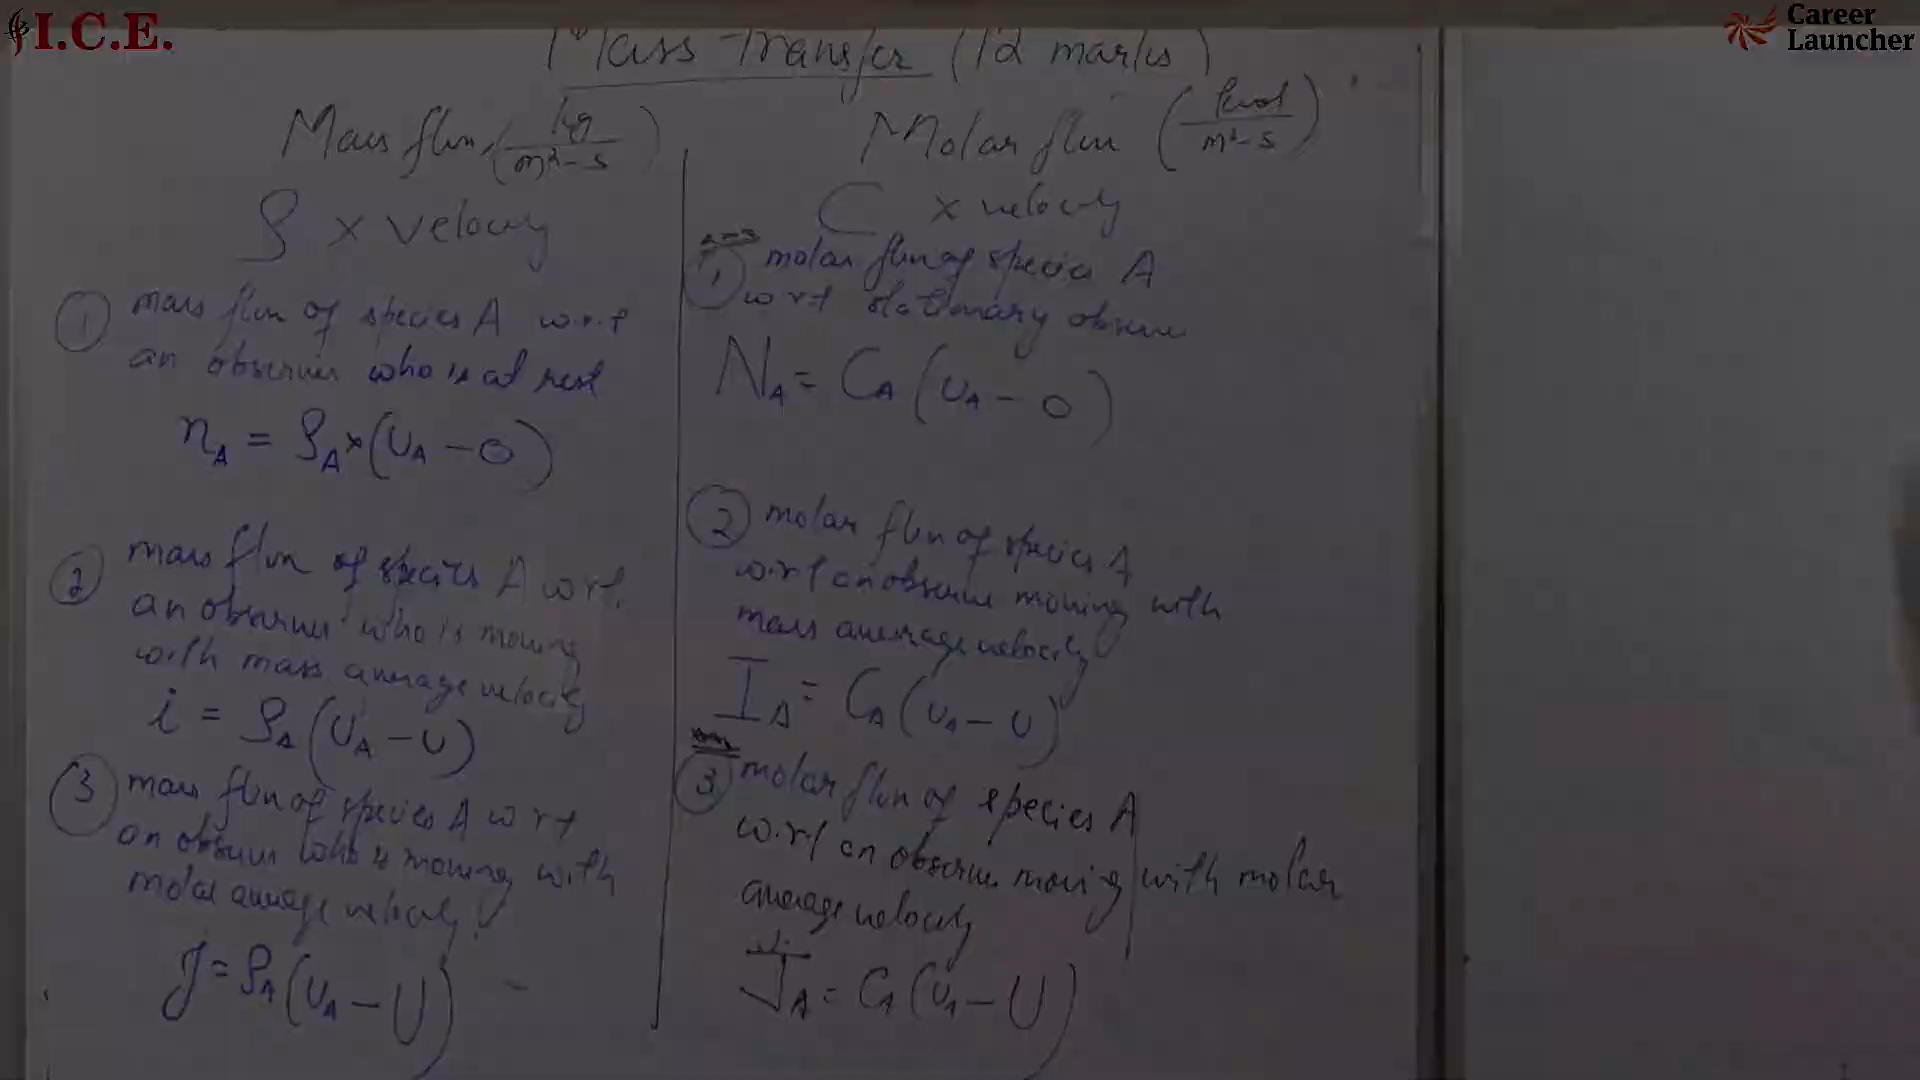 I.C.E.
Career
Launcher
Mass Transfer (12 marks)
Mass flux (kg/m²-s)
ρ × velocity
① mass flux of species A w.r.t
an observer who is at rest
n_A = ρ_A × (u_A - 0)
② mass flux of species A w.r.t.
an observer who is moving
with mass average velocity
i = ρ_A (u_A - u)
③ mass flux of species A w r t
an observer who is moving with
molar average velocity
j = ρ_A (u_A - U)
Molar flux (kmol/m²-s)
C × velocity
① molar flux of species A
w r t stationary observer
N_A = C_A (u_A - 0)
② molar flux of species A
w.r.t an observer moving with
mass average velocity
I_A = C_A (u_A - u)
③ molar flux of species A
w.r.t an observer moving with molar
average velocity
J_A = C_A (u_A - U)